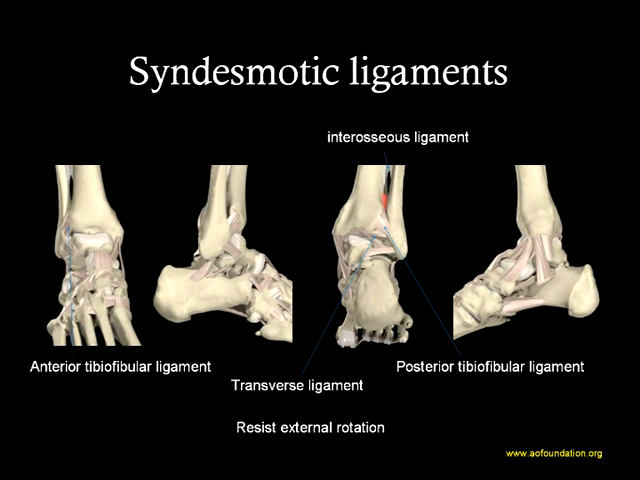 Syndesmotic ligaments
interosseous ligament
Anterior tibiofibular ligament
Posterior tibiofibular ligament
Transverse ligament
Resist external rotation
www.aofoundation.org